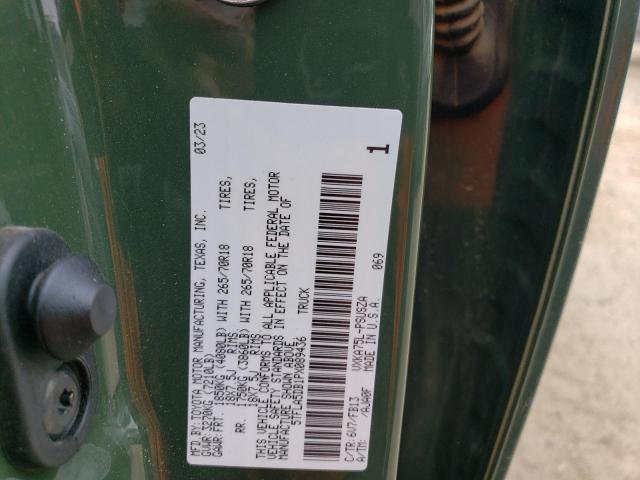 MFD.BY: TOYOTA MOTOR MANUFACTURING, TEXAS, INC. 03/23
GVWR:3270KG (7210LB)
GAWR:FRT. 1850KG (4080LB) WITH 265/70R18 TIRES,
18X7.5J RIMS
RR. 1750KG (3860LB) WITH 265/70R18 TIRES,
18X7.5J RIMS
THIS VEHICLE CONFORMS TO ALL APPLICABLE FEDERAL MOTOR
VEHICLE SAFETY STANDARDS IN EFFECT ON THE DATE OF
MANUFACTURE SHOWN ABOVE.
5TFLA5DB1PX089436 TRUCK
C/TR: 6U7/FB13 VXKA75L-PSUSZA
A/TM: /AJA0F MADE IN U.S.A. 069
1